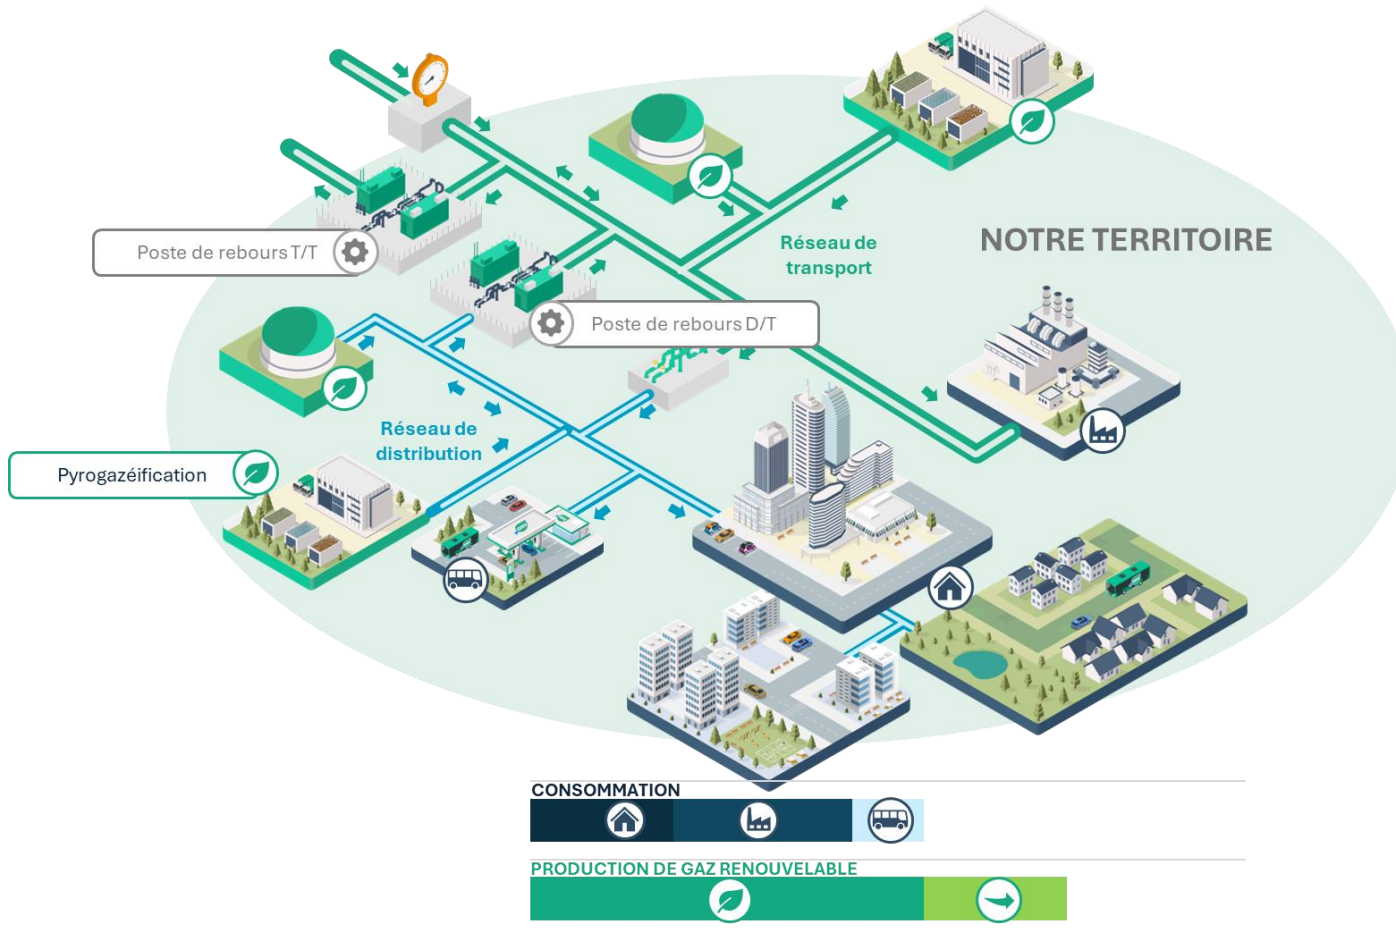 NOTRE TERRITOIRE
Réseau de
transport
Poste de rebours T/T
Poste de rebours D/T
Réseau de
distribution
Pyrogazéification
CONSOMMATION
PRODUCTION DE GAZ RENOUVELABLE